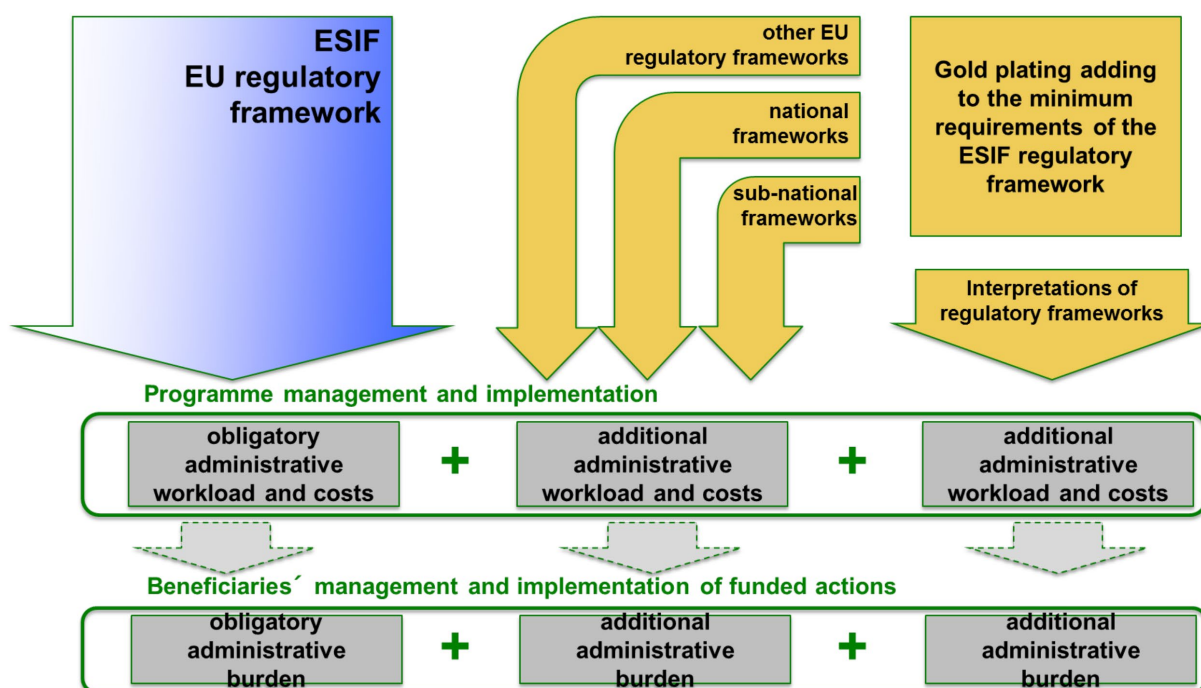 ESIF
EU regulatory
framework
other EU
regulatory frameworks
national
frameworks
sub-national
frameworks
Gold plating adding
to the minimum
requirements of the
ESIF regulatory
framework
Interpretations of
regulatory frameworks
Programme management and implementation
obligatory
administrative
workload and costs
+
additional
administrative
workload and costs
+
additional
administrative
workload and costs
Beneficiaries´ management and implementation of funded actions
obligatory
administrative
burden
+
additional
administrative
burden
+
additional
administrative
burden